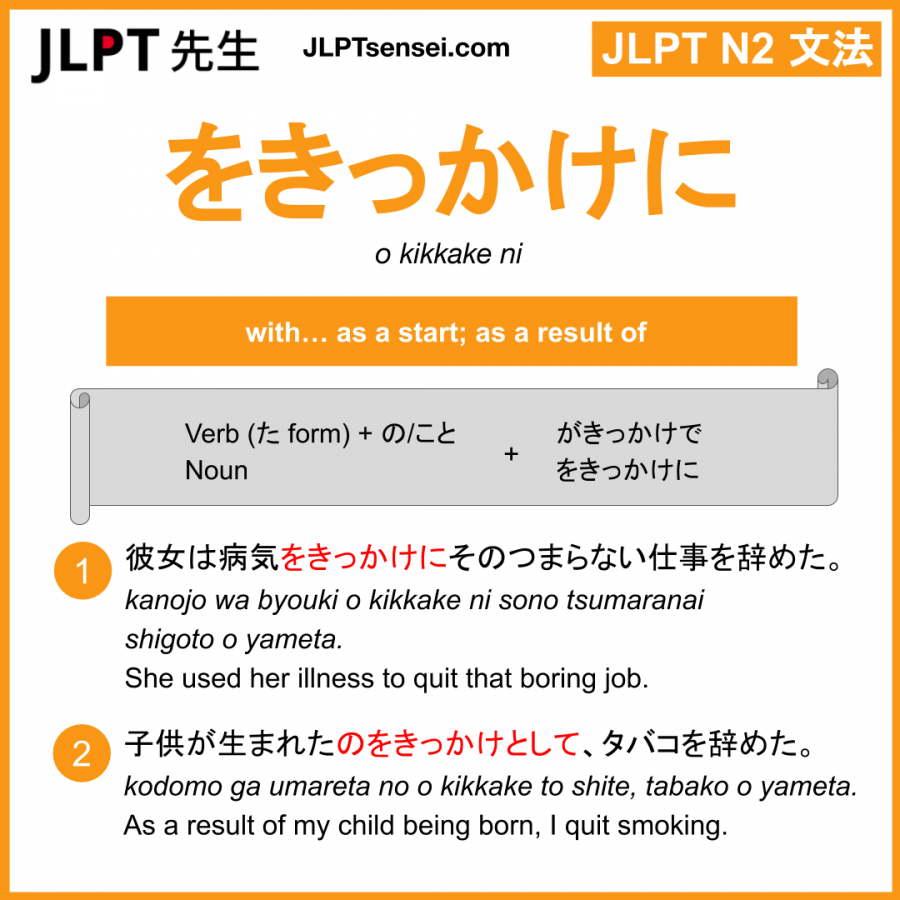 JLPT 先生
JLPTsensei.com
JLPT N2 文法
をきっかけに
o kikkake ni
with… as a start; as a result of
Verb (た form) + の/こと
Noun
+
がきっかけで
をきっかけに
1
彼女は病気をきっかけにそのつまらない仕事を辞めた。
kanojo wa byouki o kikkake ni sono tsumaranai
shigoto o yameta.
She used her illness to quit that boring job.
2
子供が生まれたのをきっかけとして、タバコを辞めた。
kodomo ga umareta no o kikkake to shite, tabako o yameta.
As a result of my child being born, I quit smoking.